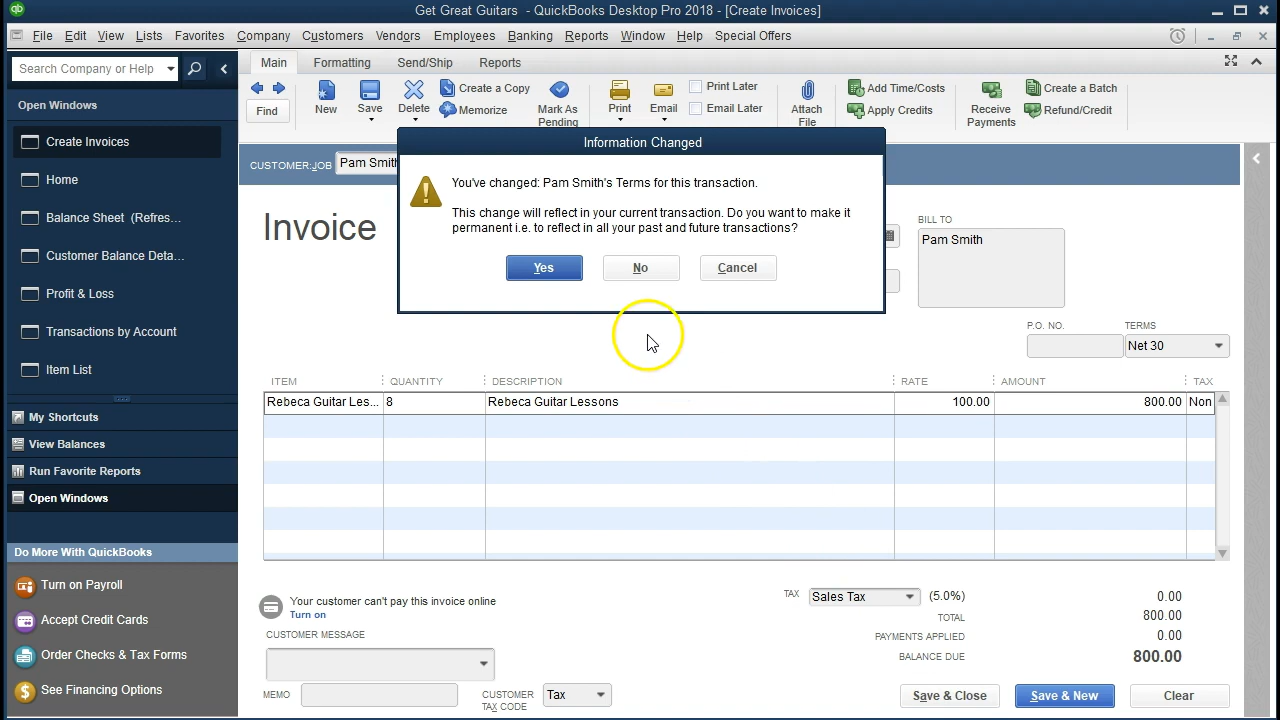 qb Get Great Guitars - QuickBooks Desktop Pro 2018 - [Create Invoices]
File Edit View Lists Favorites Company Customers Vendors Employees Banking Reports Window Help Special Offers
Search Company or Help
Main Formatting Send/Ship Reports
Find
New
Save
Delete
Create a Copy
Memorize
Mark As
Pending
Print
Email
Print Later
Email Later
Attach
File
Add Time/Costs
Apply Credits
Receive
Payments
Create a Batch
Refund/Credit
Open Windows
Create Invoices
Home
Balance Sheet (Refres...
Customer Balance Deta...
Profit & Loss
Transactions by Account
Item List
My Shortcuts
View Balances
Run Favorite Reports
Open Windows
Do More With QuickBooks
Turn on Payroll
Accept Credit Cards
Order Checks & Tax Forms
See Financing Options
CUSTOMER:JOB Pam Smith
Information Changed
You've changed: Pam Smith's Terms for this transaction.
This change will reflect in your current transaction. Do you want to make it
permanent i.e. to reflect in all your past and future transactions?
Yes No Cancel
Invoice
BILL TO
Pam Smith
P.O. NO. TERMS
Net 30
ITEM QUANTITY DESCRIPTION RATE AMOUNT TAX
Rebeca Guitar Les... 8 Rebeca Guitar Lessons 100.00 800.00 Non
Your customer can't pay this invoice online
Turn on
CUSTOMER MESSAGE
MEMO
CUSTOMER
TAX CODE
Tax
TAX Sales Tax (5.0%) 0.00
TOTAL 800.00
PAYMENTS APPLIED 0.00
BALANCE DUE 800.00
Save & Close Save & New Clear